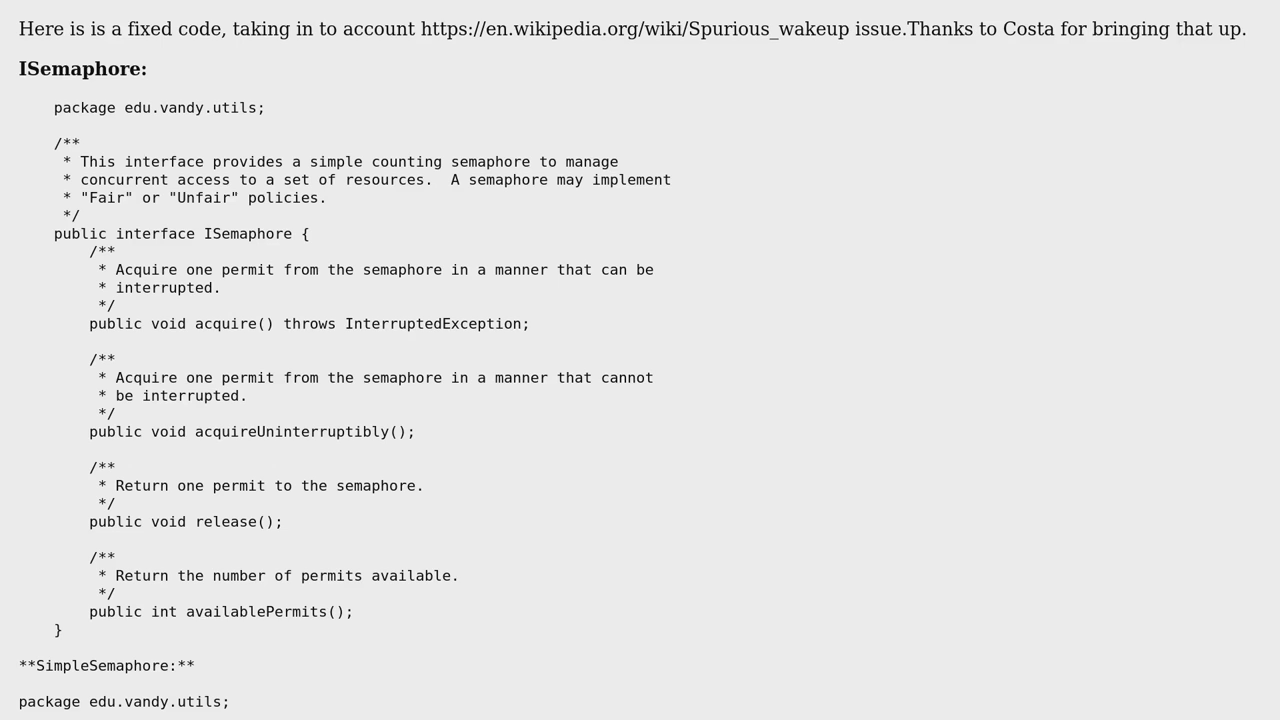 Here is is a fixed code, taking in to account https://en.wikipedia.org/wiki/Spurious_wakeup issue.Thanks to Costa for bringing that up.
ISemaphore:
    package edu.vandy.utils;

    /**
     * This interface provides a simple counting semaphore to manage
     * concurrent access to a set of resources.  A semaphore may implement
     * "Fair" or "Unfair" policies.
     */
    public interface ISemaphore {
        /**
         * Acquire one permit from the semaphore in a manner that can be
         * interrupted.
         */
        public void acquire() throws InterruptedException;

        /**
         * Acquire one permit from the semaphore in a manner that cannot
         * be interrupted.
         */
        public void acquireUninterruptibly();

        /**
         * Return one permit to the semaphore.
         */
        public void release();

        /**
         * Return the number of permits available.
         */
        public int availablePermits();
    }

**SimpleSemaphore:**

package edu.vandy.utils;